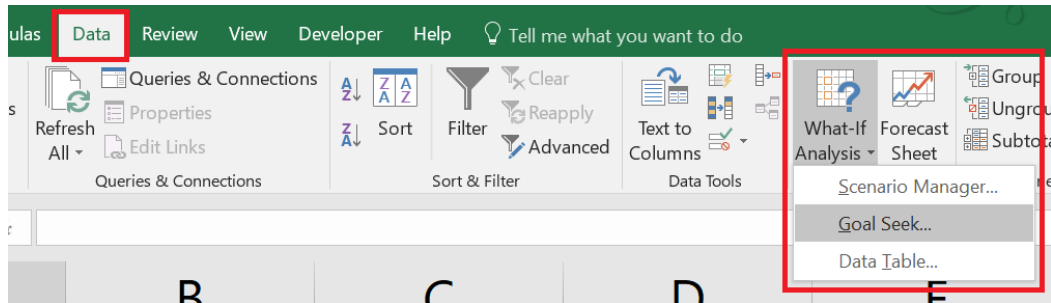 ulas Data Review View Developer Help Tell me what you want to do
Refresh All
Queries & Connections
Properties
Edit Links
Queries & Connections
Sort
Filter
Clear
Reapply
Advanced
Sort & Filter
Text to Columns
Data Tools
What-If Analysis
Forecast Sheet
Group
Ungrou
Subtota
Scenario Manager...
Goal Seek...
Data Table...
B C D E